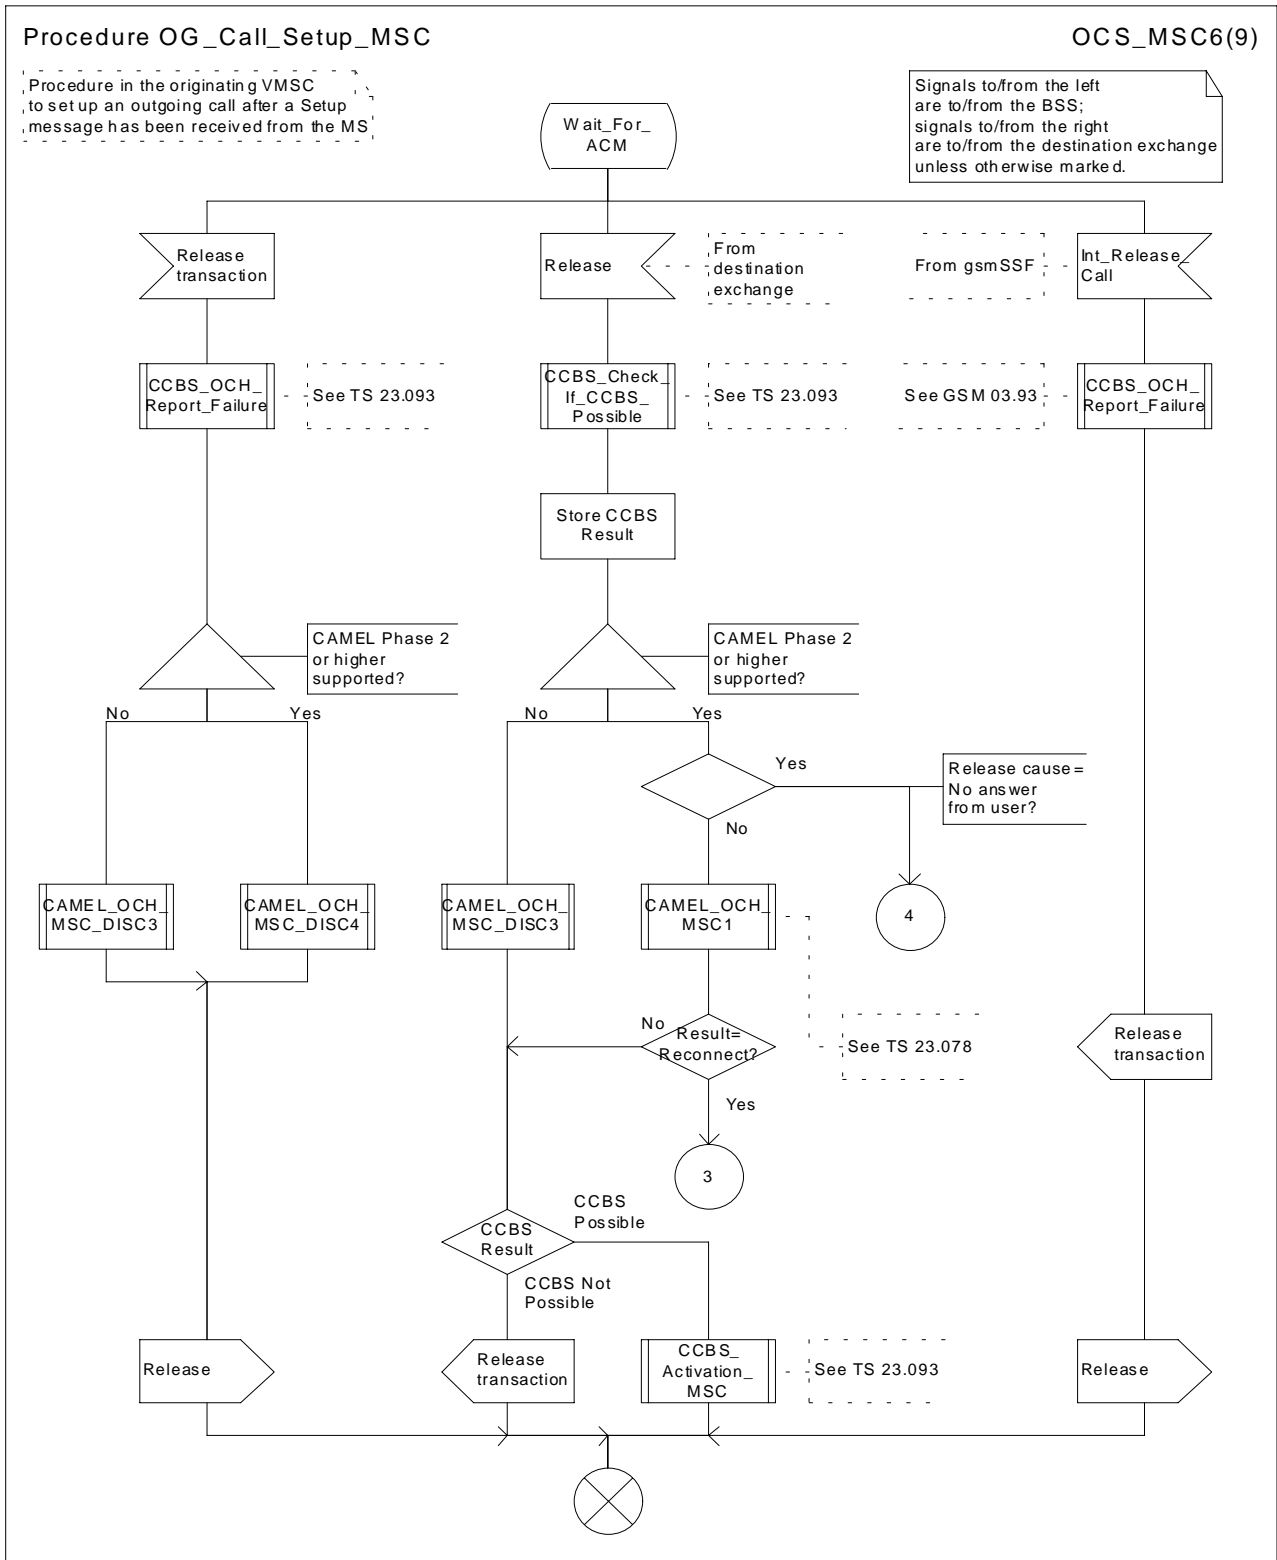 Procedure OG_Call_Setup_MSC
OCS_MSC6(9)
Procedure in the originating VMSC
to set up an outgoing call after a Setup
message has been received from the MS
Signals to/from the left
are to/from the BSS;
signals to/from the right
are to/from the destination exchange
unless otherwise marked.
Wait_For_
ACM
Release
transaction
Release
From
destination
exchange
From gsmSSF
Int_Release_
Call
CCBS_OCH_
Report_Failure
See TS 23.093
CCBS_Check_
If_CCBS_
Possible
See TS 23.093
See GSM 03.93
CCBS_OCH_
Report_Failure
Store CCBS
Result
CAMEL Phase 2
or higher
supported?
CAMEL Phase 2
or higher
supported?
No
Yes
No
Yes
Yes
Release cause=
No answer
from user?
No
CAMEL_OCH_
MSC_DISC3
CAMEL_OCH_
MSC_DISC4
CAMEL_OCH_
MSC_DISC3
CAMEL_OCH_
MSC1
4
No
Result=
Reconnect?
See TS 23.078
Release
transaction
Yes
3
CCBS
Possible
CCBS
Result
CCBS Not
Possible
Release
Release
transaction
CCBS_
Activation_
MSC
See TS 23.093
Release